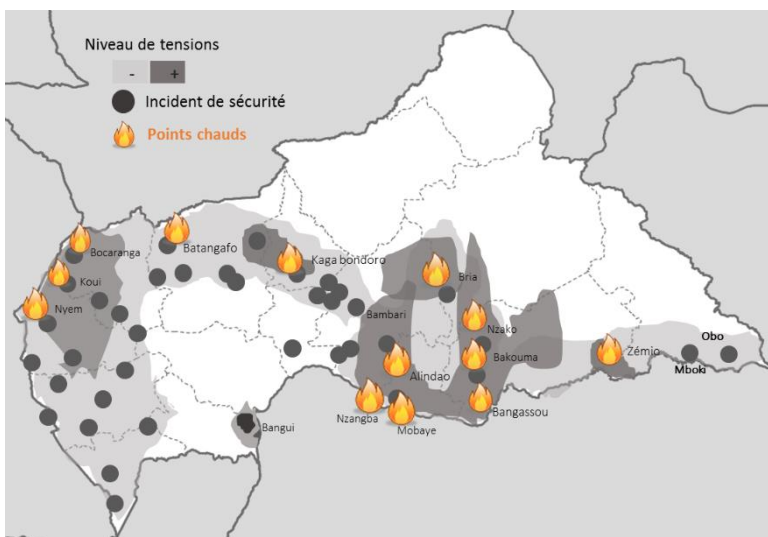 Niveau de tensions
- +
Incident de sécurité
Points chauds
Bocaranga
Batangafo
Koui
Kaga bondoro
Bria
Nyem
Bambari
Nzako
Obo
Bakouma
Zémio
Mboki
Alindao
Nzangba
Bangassou
Bangui
Mobaye